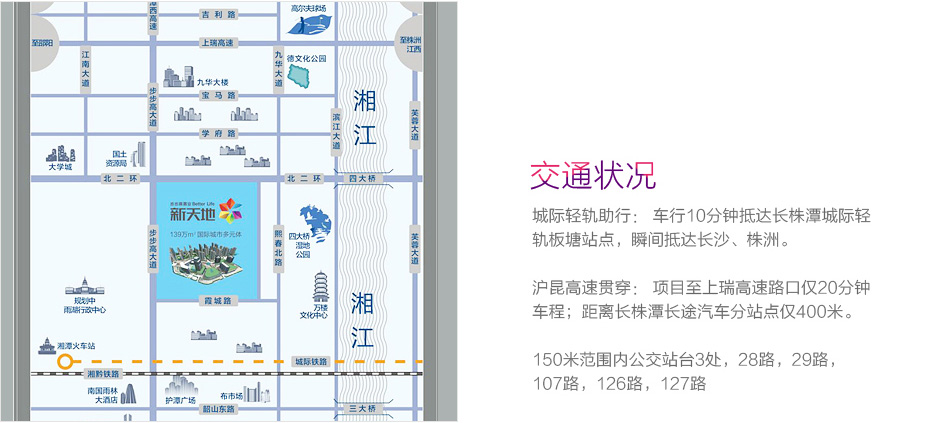 潭西高速
吉利路
高尔夫球场
至邵阳
上瑞高速
至株洲
江西
江南大道
九华大楼
九华大道
德文化公园
宝马路
步步高大道
湘江
滨江大道
芙蓉大道
学府路
大学城
国土
资源局
北二环
北二环
四大桥
步步高新地
Better Life
新天地
139万m²国际城市多元体
步步高大道
熙春北路
四大桥
湿地
公园
芙蓉大道
规划中
雨湖行政中心
霞城路
万楼
文化中心
湘江
湘潭火车站
城际铁路
湘黔铁路
南国雨林
大酒店
护潭广场
布市场
韶山东路
三大桥
交通状况
城际轻轨助行： 车行10分钟抵达长株潭城际轻
轨板塘站点，瞬间抵达长沙、株洲。
沪昆高速贯穿： 项目至上瑞高速路口仅20分钟
车程；距离长株潭长途汽车分站点仅400米。
150米范围内公交站台3处，28路，29路，
107路，126路，127路